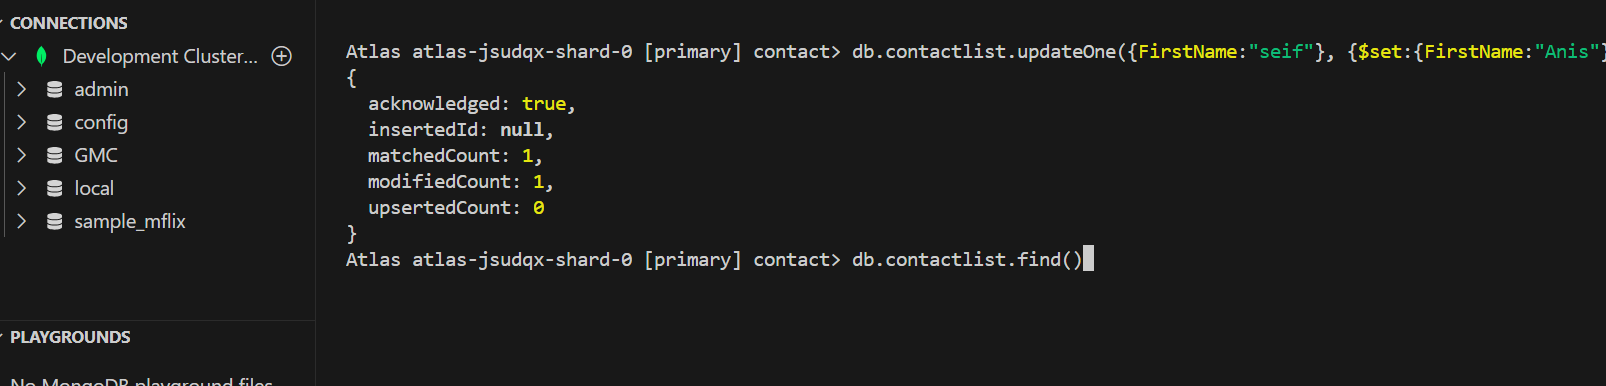 CONNECTIONS
Development Cluster...
admin
config
GMC
local
sample_mflix
PLAYGROUNDS
No MongoDB playground files
Atlas atlas-jsudqx-shard-0 [primary] contact> db.contactlist.updateOne({FirstName:"seif"}, {$set:{FirstName:"Anis"}
{
acknowledged: true,
insertedId: null,
matchedCount: 1,
modifiedCount: 1,
upsertedCount: 0
}
Atlas atlas-jsudqx-shard-0 [primary] contact> db.contactlist.find()